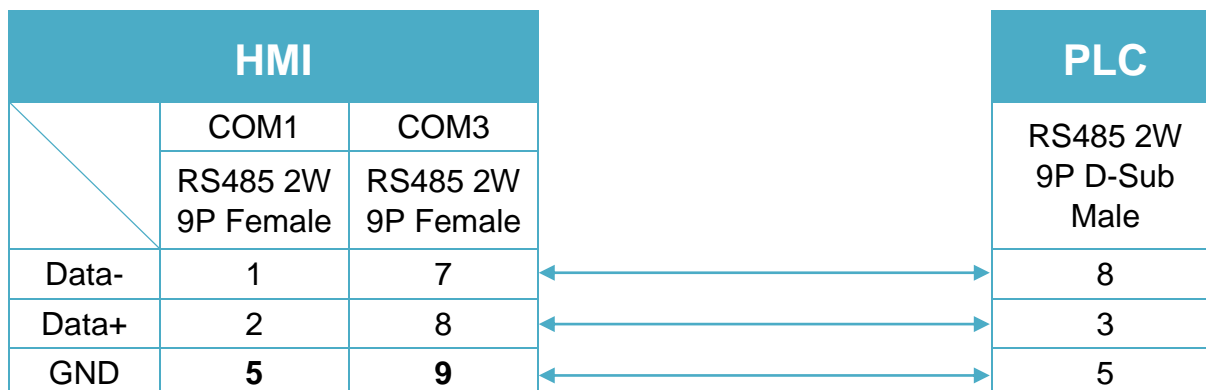 HMI PLC
COM1 COM3
RS485 2W
9P D-Sub
Male
RS485 2W RS485 2W
9P Female 9P Female
Data- 1 7 8
Data+ 2 8 3
GND 5 9 5